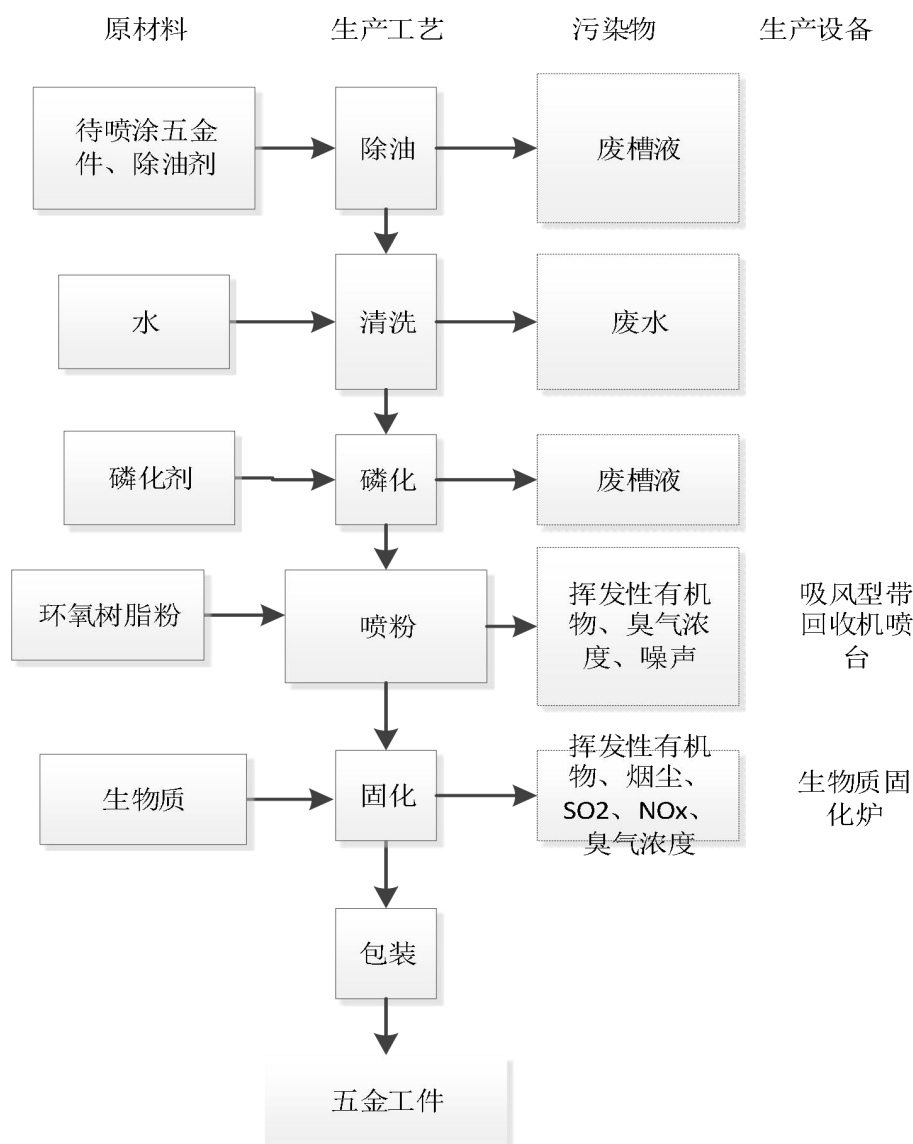 原材料
生产工艺
污染物
生产设备
待喷涂五金
件、除油剂
除油
废槽液
水
清洗
废水
磷化剂
磷化
废槽液
环氧树脂粉
喷粉
挥发性有机
物、臭气浓
度、噪声
吸风型带
回收机喷
台
生物质
固化
挥发性有机
物、烟尘、
SO2、NOx、
臭气浓度
生物质固
化炉
包装
五金工件